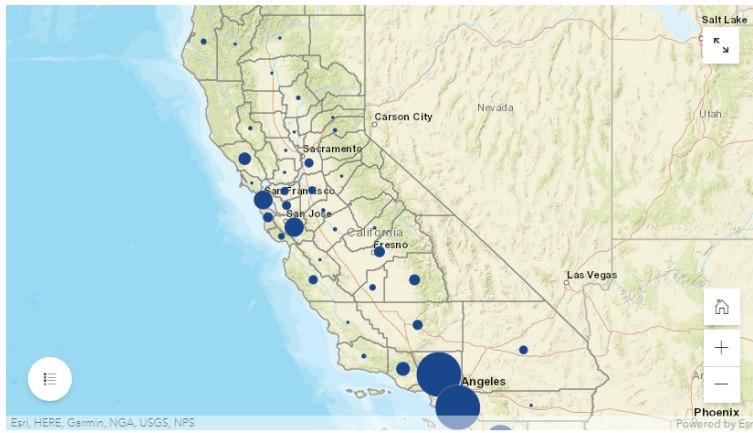 Salt Lake
Nevada
Carson City
Utah
Sacramento
San Francisco
San Jose
California
Fresno
Las Vegas
Angeles
Phoenix
Esri, HERE, Garmin, NGA, USGS, NPS
Powered by Esri